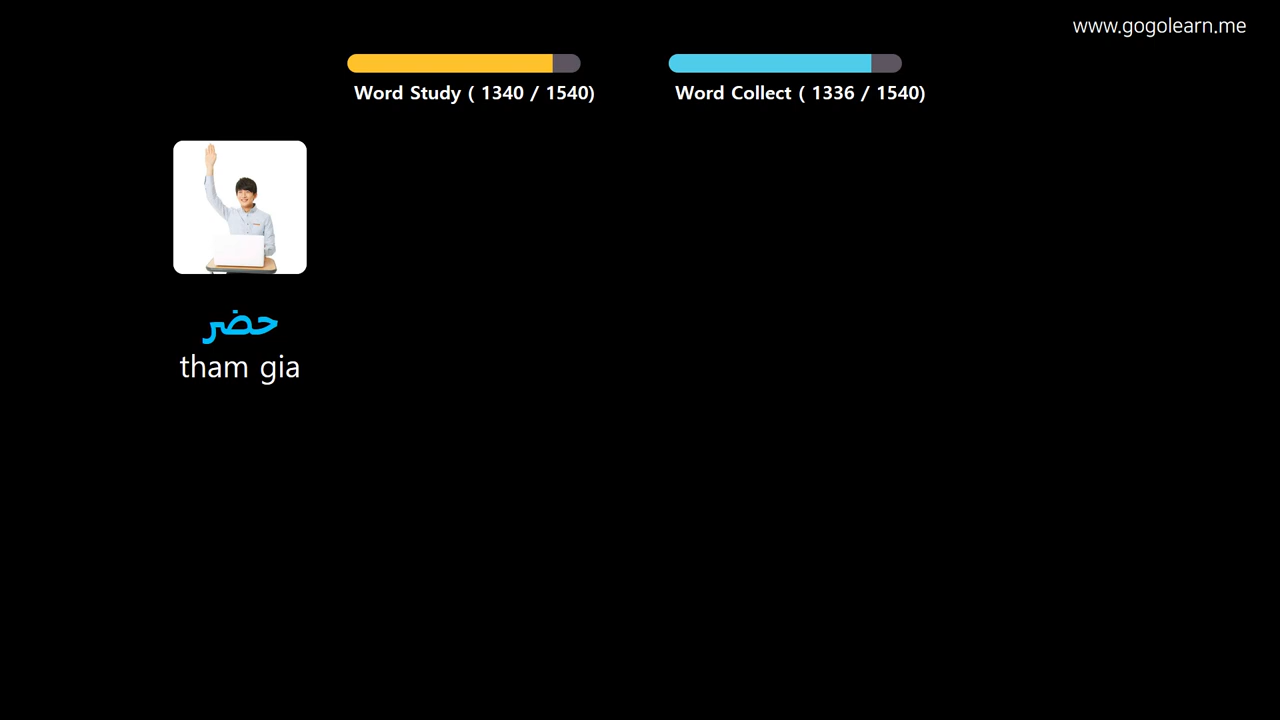 www.gogolearn.me
Word Study ( 1340 / 1540)
Word Collect ( 1336 / 1540)
حضر
tham gia